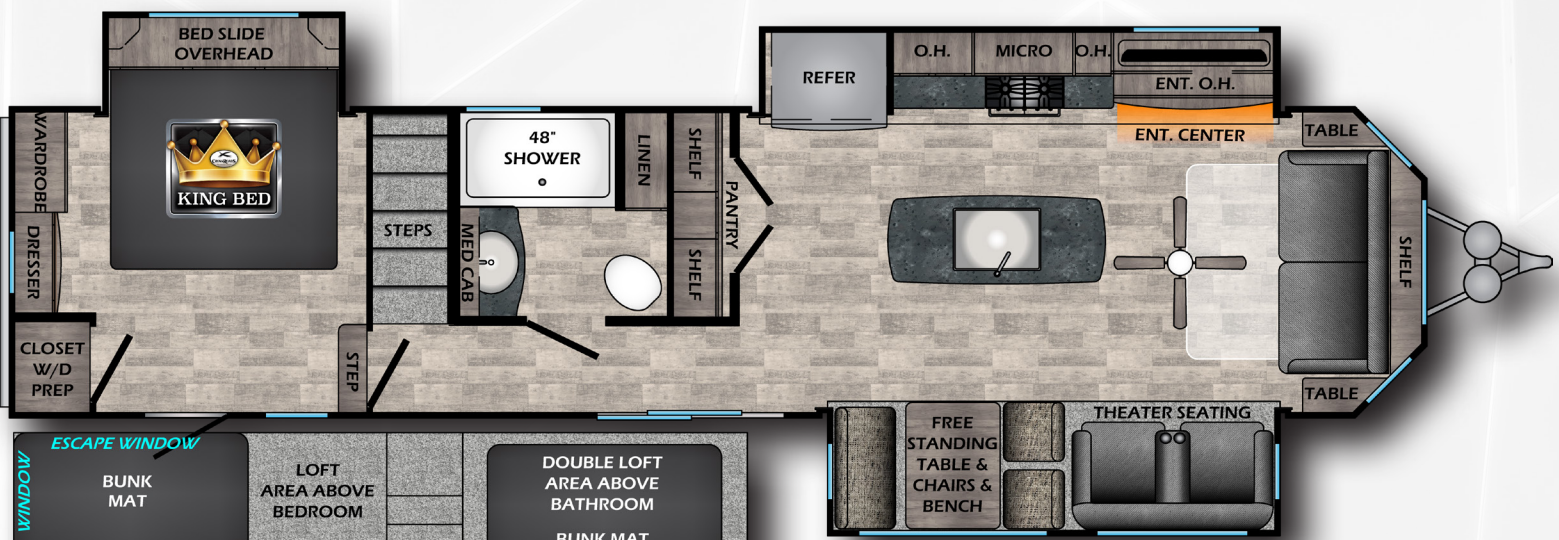 BED SLIDE
OVERHEAD
KING BED
WARDROBE
DRESSER
CLOSET
W/D
PREP
STEPS
STEP
48"
SHOWER
LINEN
MED CAB
SHELF
SHELF
PANTRY
REFER
O.H.
MICRO
O.H.
ENT. O.H.
ENT. CENTER
TABLE
SHELF
TABLE
THEATER SEATING
FREE
STANDING
TABLE &
CHAIRS &
BENCH
ESCAPE WINDOW
WINDOW
BUNK
MAT
LOFT
AREA ABOVE
BEDROOM
DOUBLE LOFT
AREA ABOVE
BATHROOM
BUNK MAT